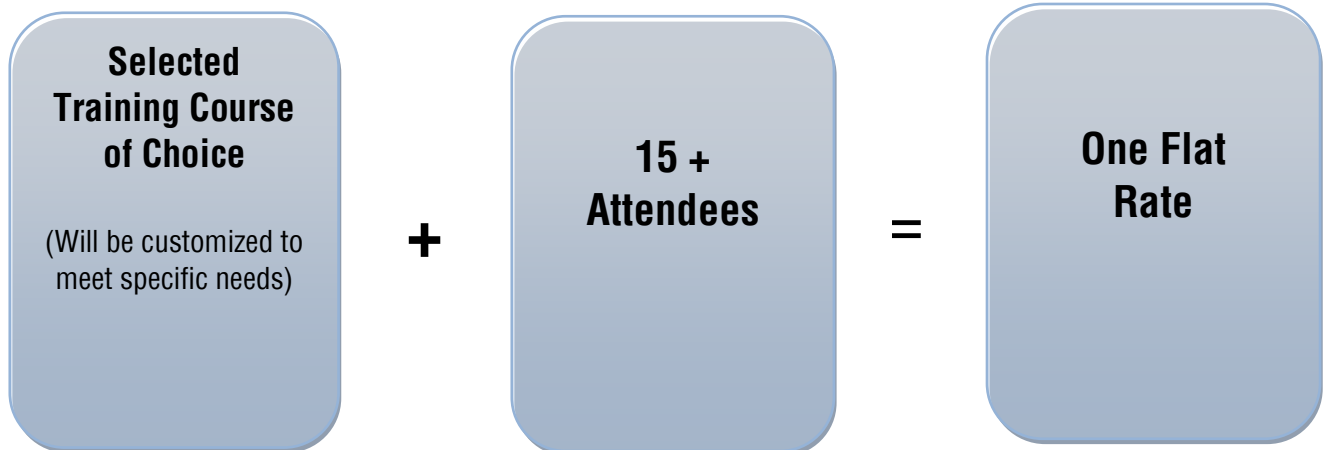 Selected
Training Course
of Choice
(Will be customized to
meet specific needs)
+
15 +
Attendees
=
One Flat
Rate